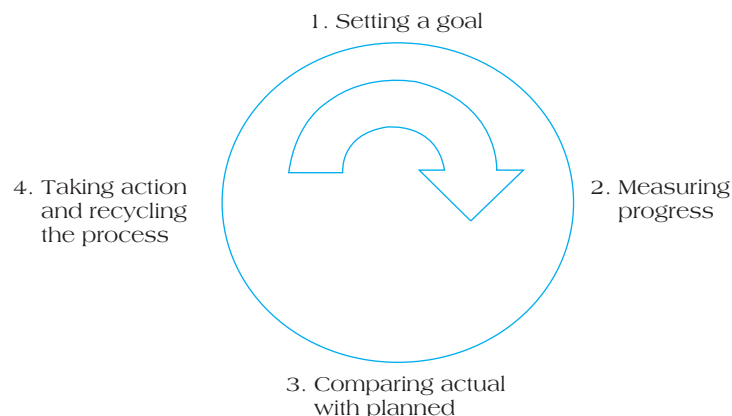 1. Setting a goal
2. Measuring
progress
3. Comparing actual
with planned
4. Taking action
and recycling
the process